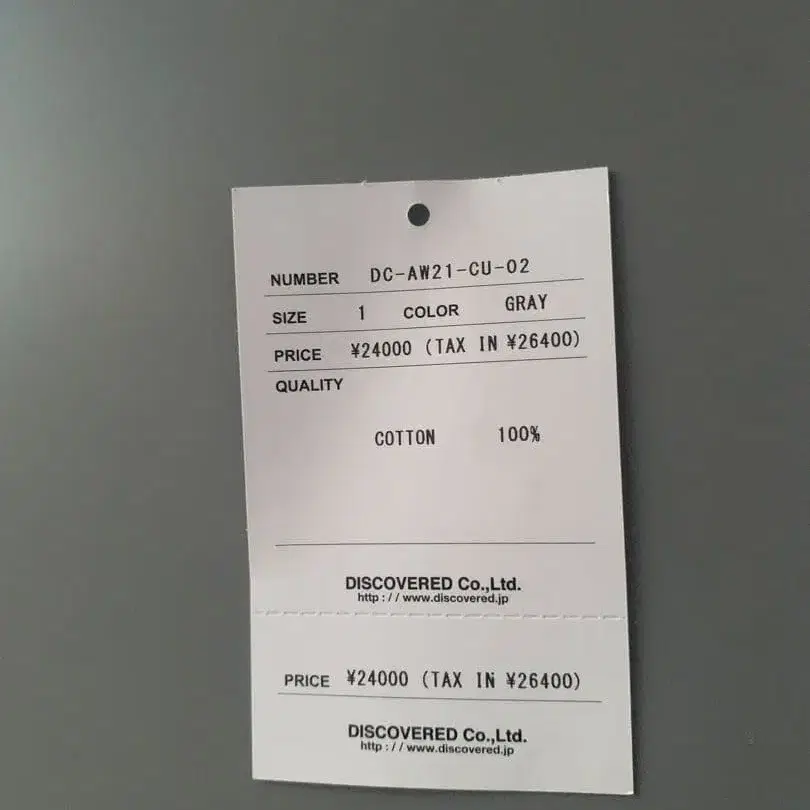 NUMBER DC-AW21-CU-02
SIZE 1 COLOR GRAY
PRICE ¥24000 (TAX IN ¥26400)
QUALITY
COTTON 100%
DISCOVERED Co.,Ltd.
http : / / www.discovered.jp
PRICE ¥24000 (TAX IN ¥26400)
DISCOVERED Co.,Ltd.
http : / / www.discovered.jp